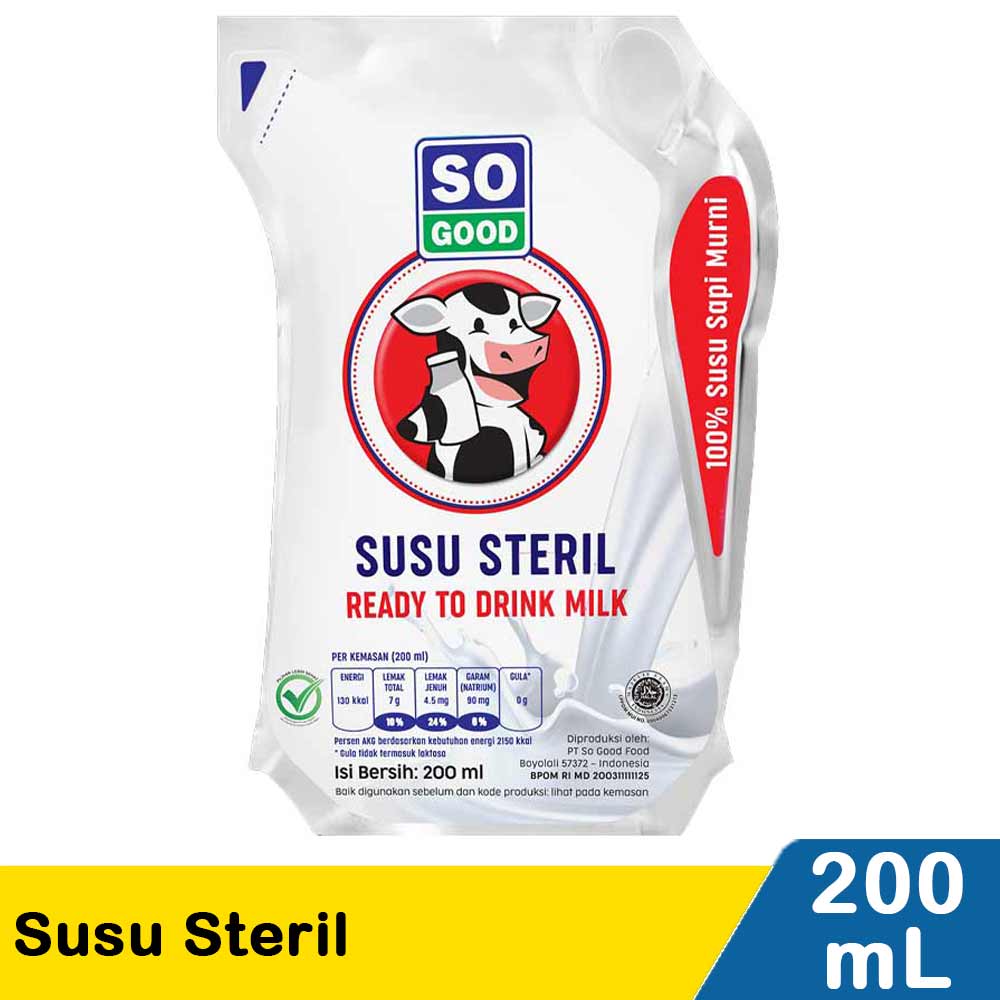 SO
GOOD
100% Susu Sapi Murni
SUSU STERIL
READY TO DRINK MILK
PER KEMASAN (200 ml)
ENERGI
130 kkal
LEMAK
TOTAL
7 g
10%
LEMAK
JENUH
4.5 mg
24%
GARAM
(NATRIUM)
90 mg
6%
GULA*
0 g
Persen AKG berdasarkan kebutuhan energi 2150 kkal
* Gula tidak termasuk laktosa
Isi Bersih: 200 ml
Baik digunakan sebelum dan kode produksi: lihat pada kemasan
Diproduksi oleh:
PT So Good Food
Boyolali 57372 - Indonesia
BPOM RI MD 200311111125
Susu Steril
200
mL